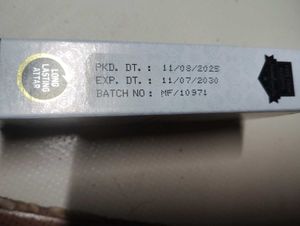 LONG
LASTING
ATTAR
PKD. DT. : 11/08/2025
EXP. DT. : 11/07/2030
BATCH NO : MF/10971